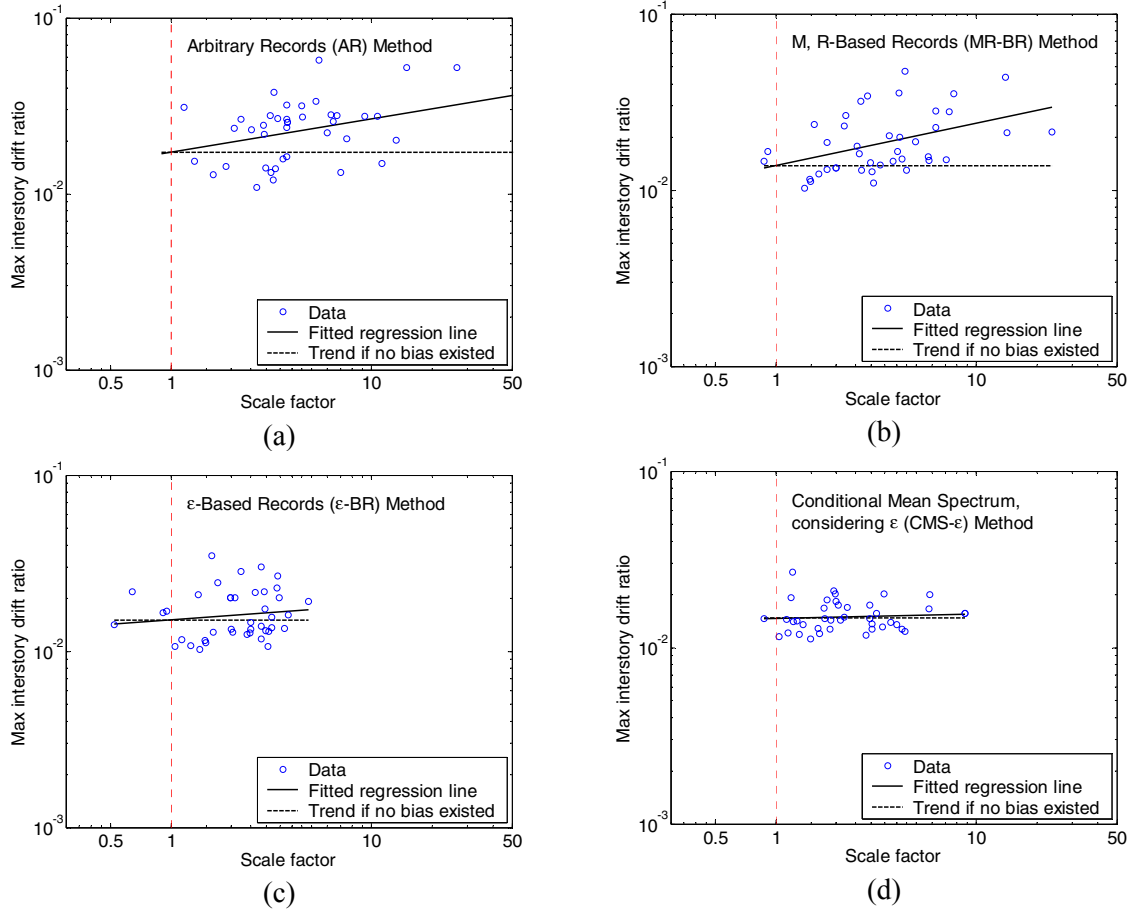 Arbitrary Records (AR) Method
Max interstory drift ratio
10^-1
10^-2
10^-3
0.5 1 10 50
Scale factor
Data
Fitted regression line
Trend if no bias existed
(a)
M, R-Based Records (MR-BR) Method
Max interstory drift ratio
10^-1
10^-2
10^-3
0.5 1 10 50
Scale factor
Data
Fitted regression line
Trend if no bias existed
(b)
ε-Based Records (ε-BR) Method
Max interstory drift ratio
10^-1
10^-2
10^-3
0.5 1 10 50
Scale factor
Data
Fitted regression line
Trend if no bias existed
(c)
Conditional Mean Spectrum,
considering ε (CMS-ε) Method
Max interstory drift ratio
10^-1
10^-2
10^-3
0.5 1 10 50
Scale factor
Data
Fitted regression line
Trend if no bias existed
(d)